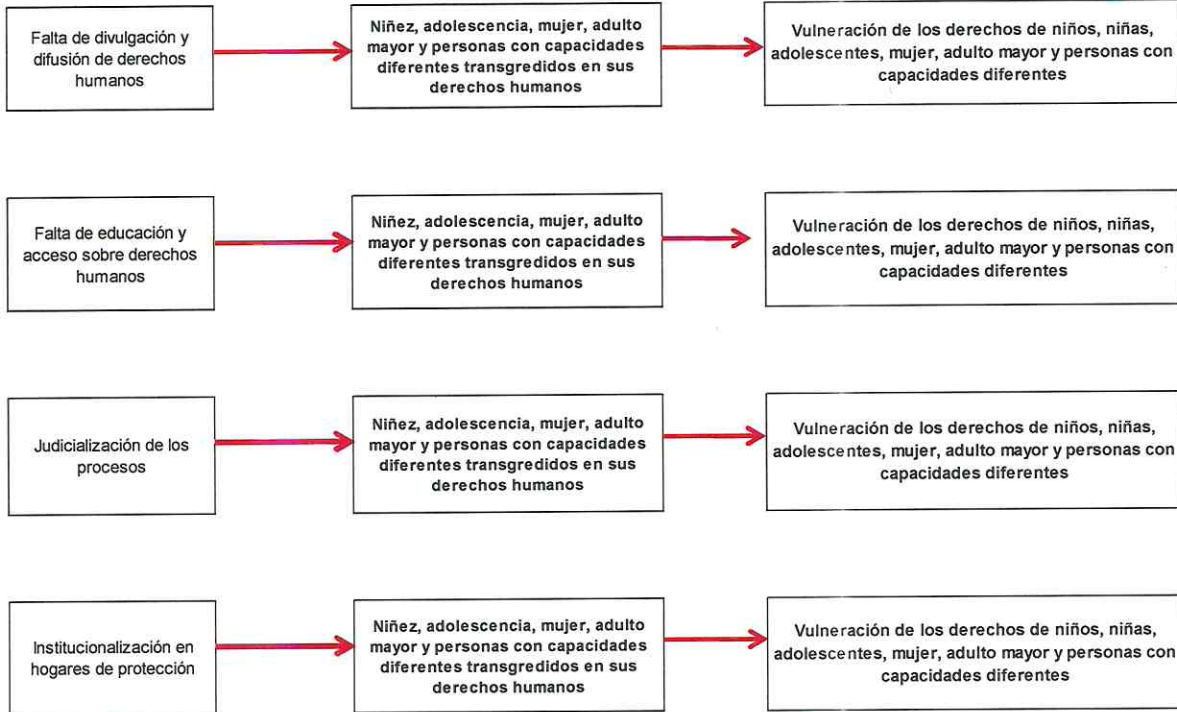 Falta de divulgación y
difusión de derechos
humanos
Niñez, adolescencia, mujer, adulto
mayor y personas con capacidades
diferentes transgredidos en sus
derechos humanos
Vulneración de los derechos de niños, niñas,
adolescentes, mujer, adulto mayor y personas con
capacidades diferentes
Falta de educación y
acceso sobre derechos
humanos
Niñez, adolescencia, mujer, adulto
mayor y personas con capacidades
diferentes transgredidos en sus
derechos humanos
Vulneración de los derechos de niños, niñas,
adolescentes, mujer, adulto mayor y personas con
capacidades diferentes
Judicialización de los
procesos
Niñez, adolescencia, mujer, adulto
mayor y personas con capacidades
diferentes transgredidos en sus
derechos humanos
Vulneración de los derechos de niños, niñas,
adolescentes, mujer, adulto mayor y personas con
capacidades diferentes
Institucionalización en
hogares de protección
Niñez, adolescencia, mujer, adulto
mayor y personas con capacidades
diferentes transgredidos en sus
derechos humanos
Vulneración de los derechos de niños, niñas,
adolescentes, mujer, adulto mayor y personas con
capacidades diferentes